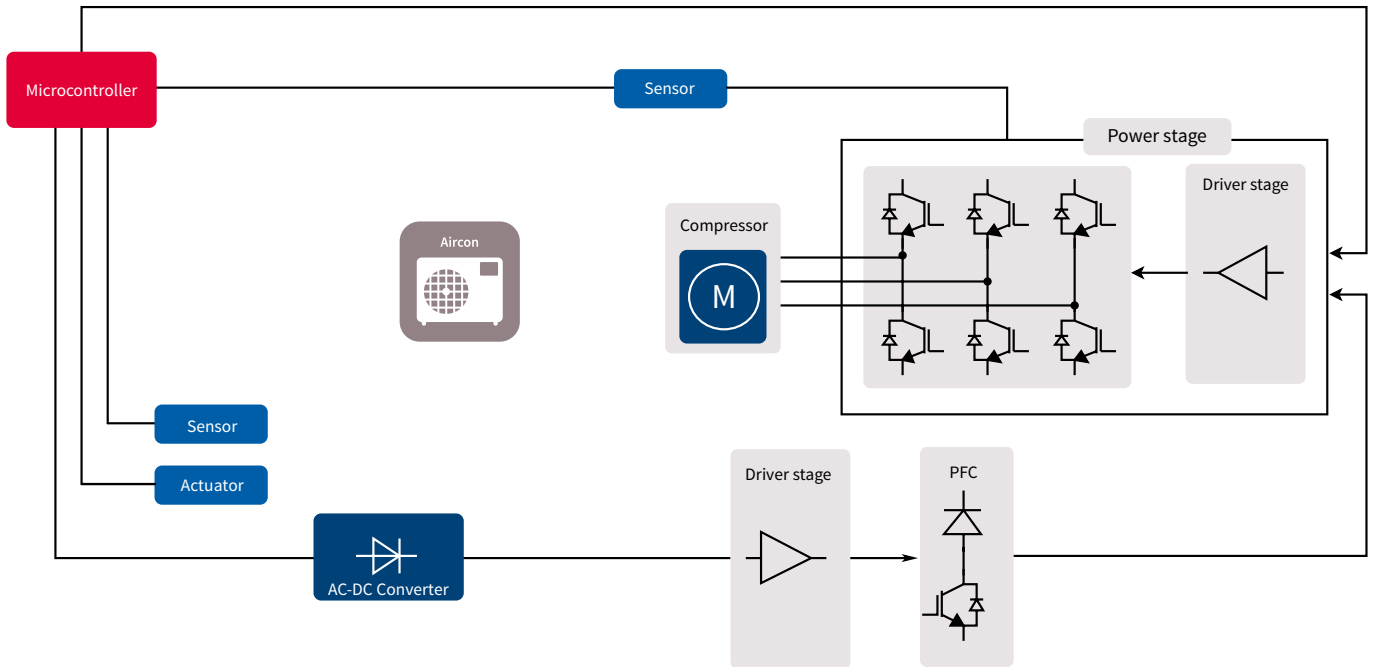 Microcontroller
Sensor
Power stage
Driver stage
Compressor
M
Aircon
Sensor
Actuator
Driver stage
PFC
AC-DC Converter